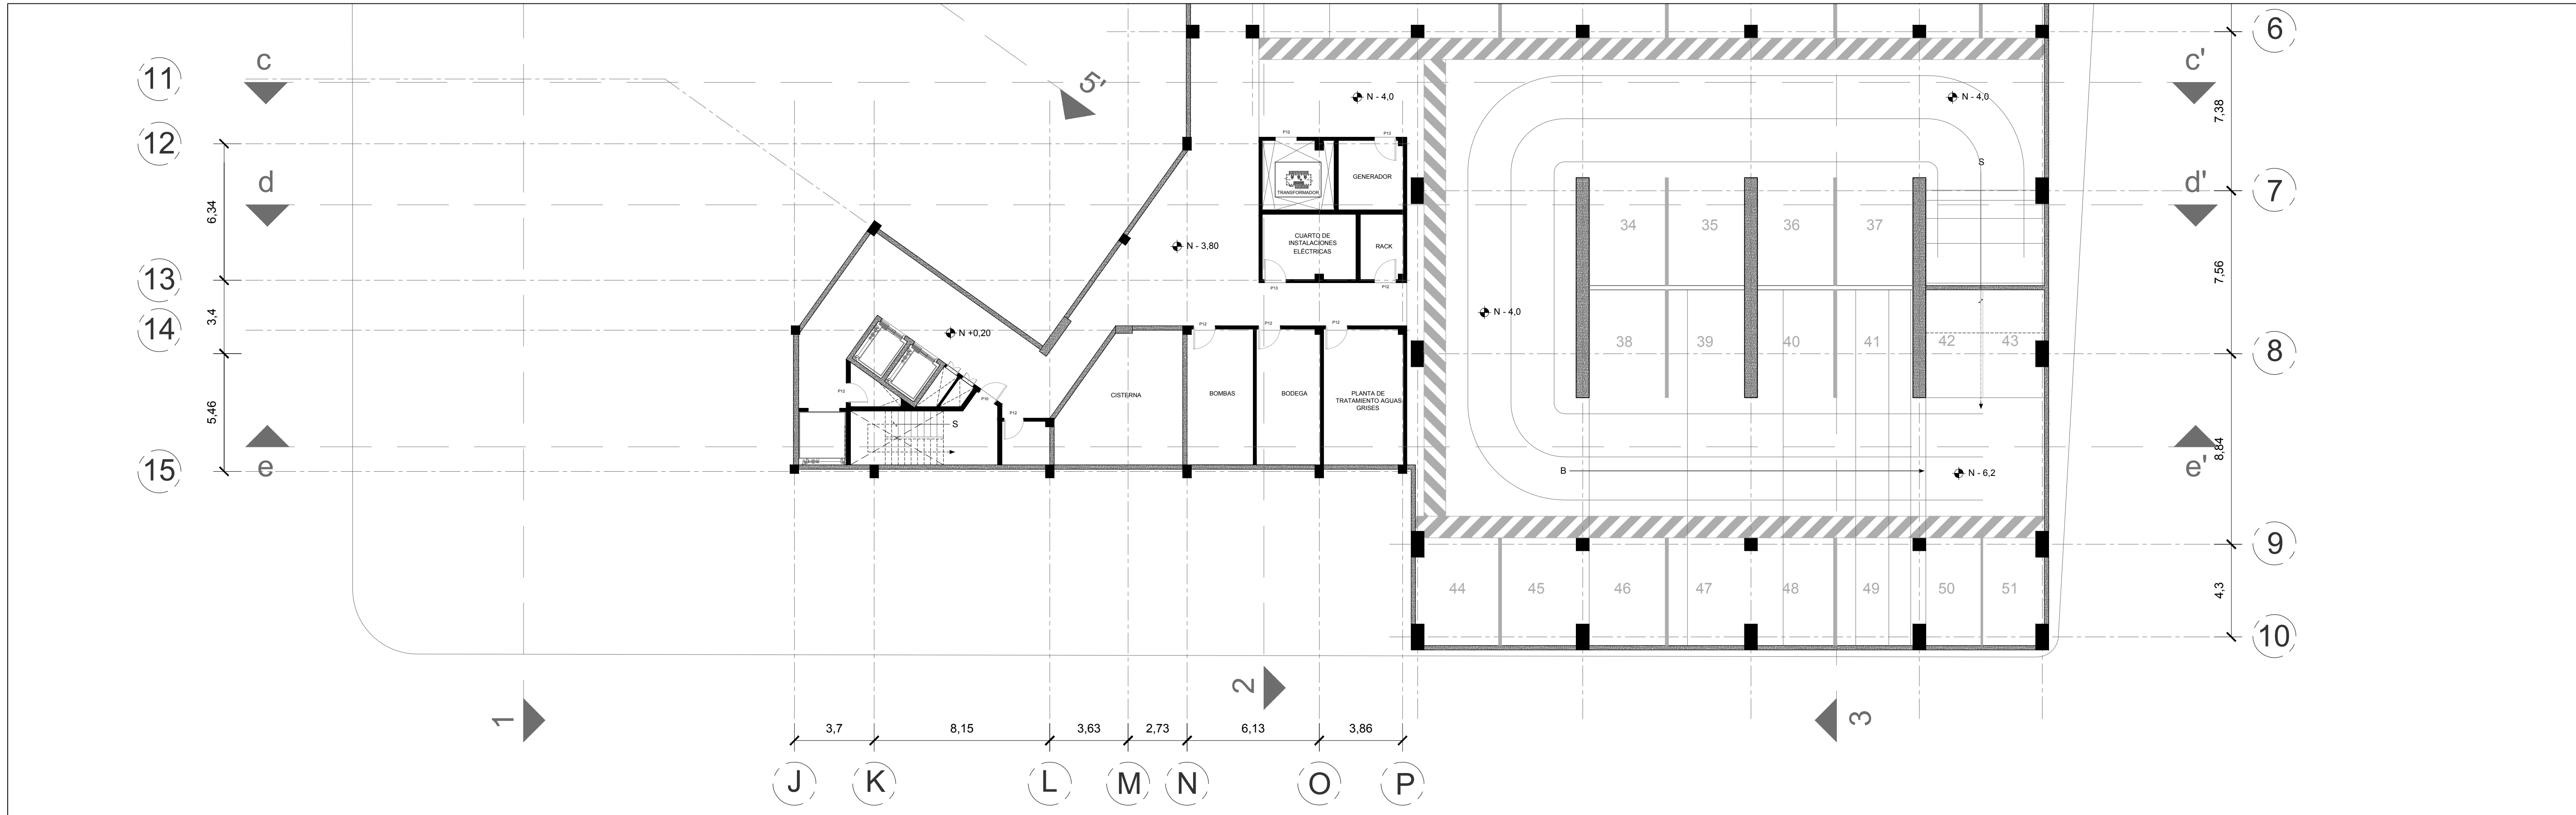 6
c
c'
5'
11
N - 4,0
N - 4,0
7,38
P12
P13
12
S
GENERADOR
d
d'
7
TRANSFORMADOR
6,34
34
35
36
37
CUARTO DE
INSTALACIONES
ELÉCTRICAS
RACK
N - 3,80
7,56
13
P13
P12
N - 4,0
3,4
14
N +0,20
P12
P12
P12
38
39
40
41
42
43
8
P13
CISTERNA
BOMBAS
BODEGA
PLANTA DE
TRATAMIENTO AGUAS
GRISES
P10
P12
5,46
S
8,84
e
e'
15
B
N - 6,2
9
44
45
46
47
48
49
50
51
4,3
10
1
2
3
3,7
8,15
3,63
2,73
6,13
3,86
J
K
L
M
N
O
P